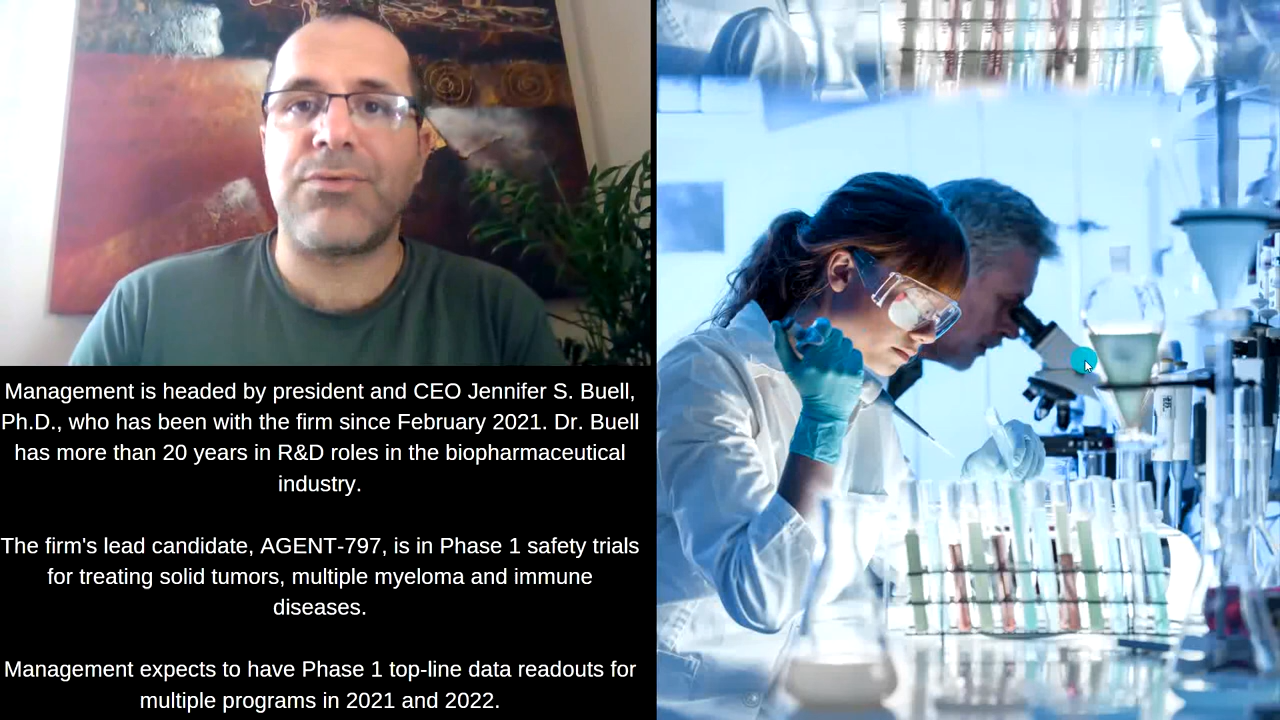 Management is headed by president and CEO Jennifer S. Buell,
Ph.D., who has been with the firm since February 2021. Dr. Buell
has more than 20 years in R&D roles in the biopharmaceutical
industry.
The firm's lead candidate, AGENT-797, is in Phase 1 safety trials
for treating solid tumors, multiple myeloma and immune
diseases.
Management expects to have Phase 1 top-line data readouts for
multiple programs in 2021 and 2022.